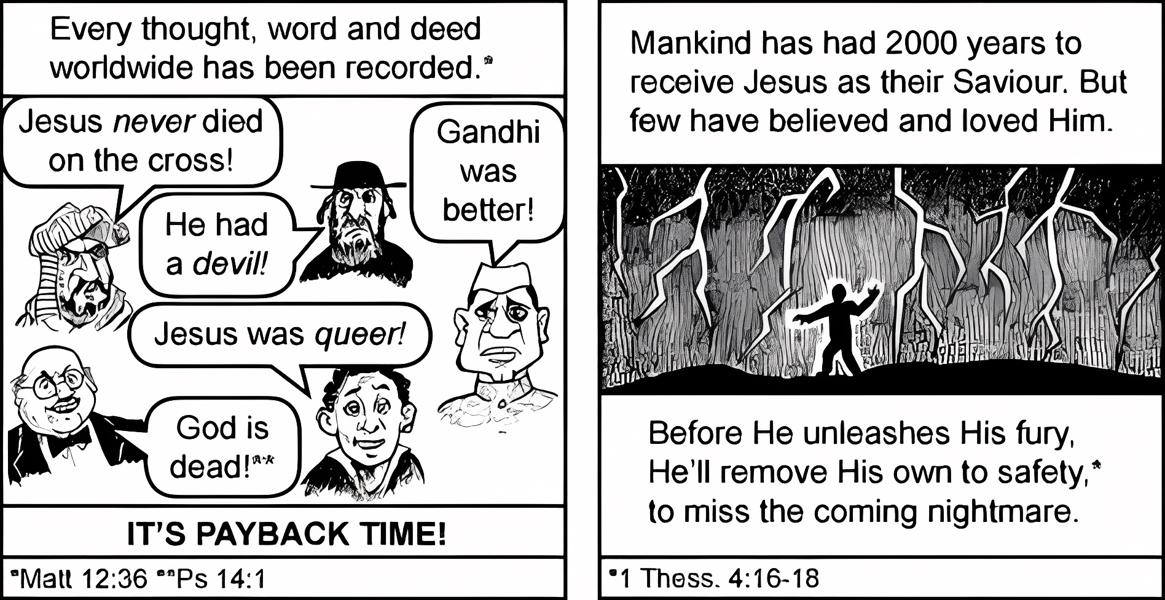 Every thought, word and deed
worldwide has been recorded.*
Jesus never died
on the cross!
Gandhi
was
better!
He had
a devil!
Jesus was queer!
God is
dead!**
IT'S PAYBACK TIME!
*Matt 12:36 **Ps 14:1
Mankind has had 2000 years to
receive Jesus as their Saviour. But
few have believed and loved Him.
Before He unleashes His fury,
He'll remove His own to safety,*
to miss the coming nightmare.
*1 Thess. 4:16-18